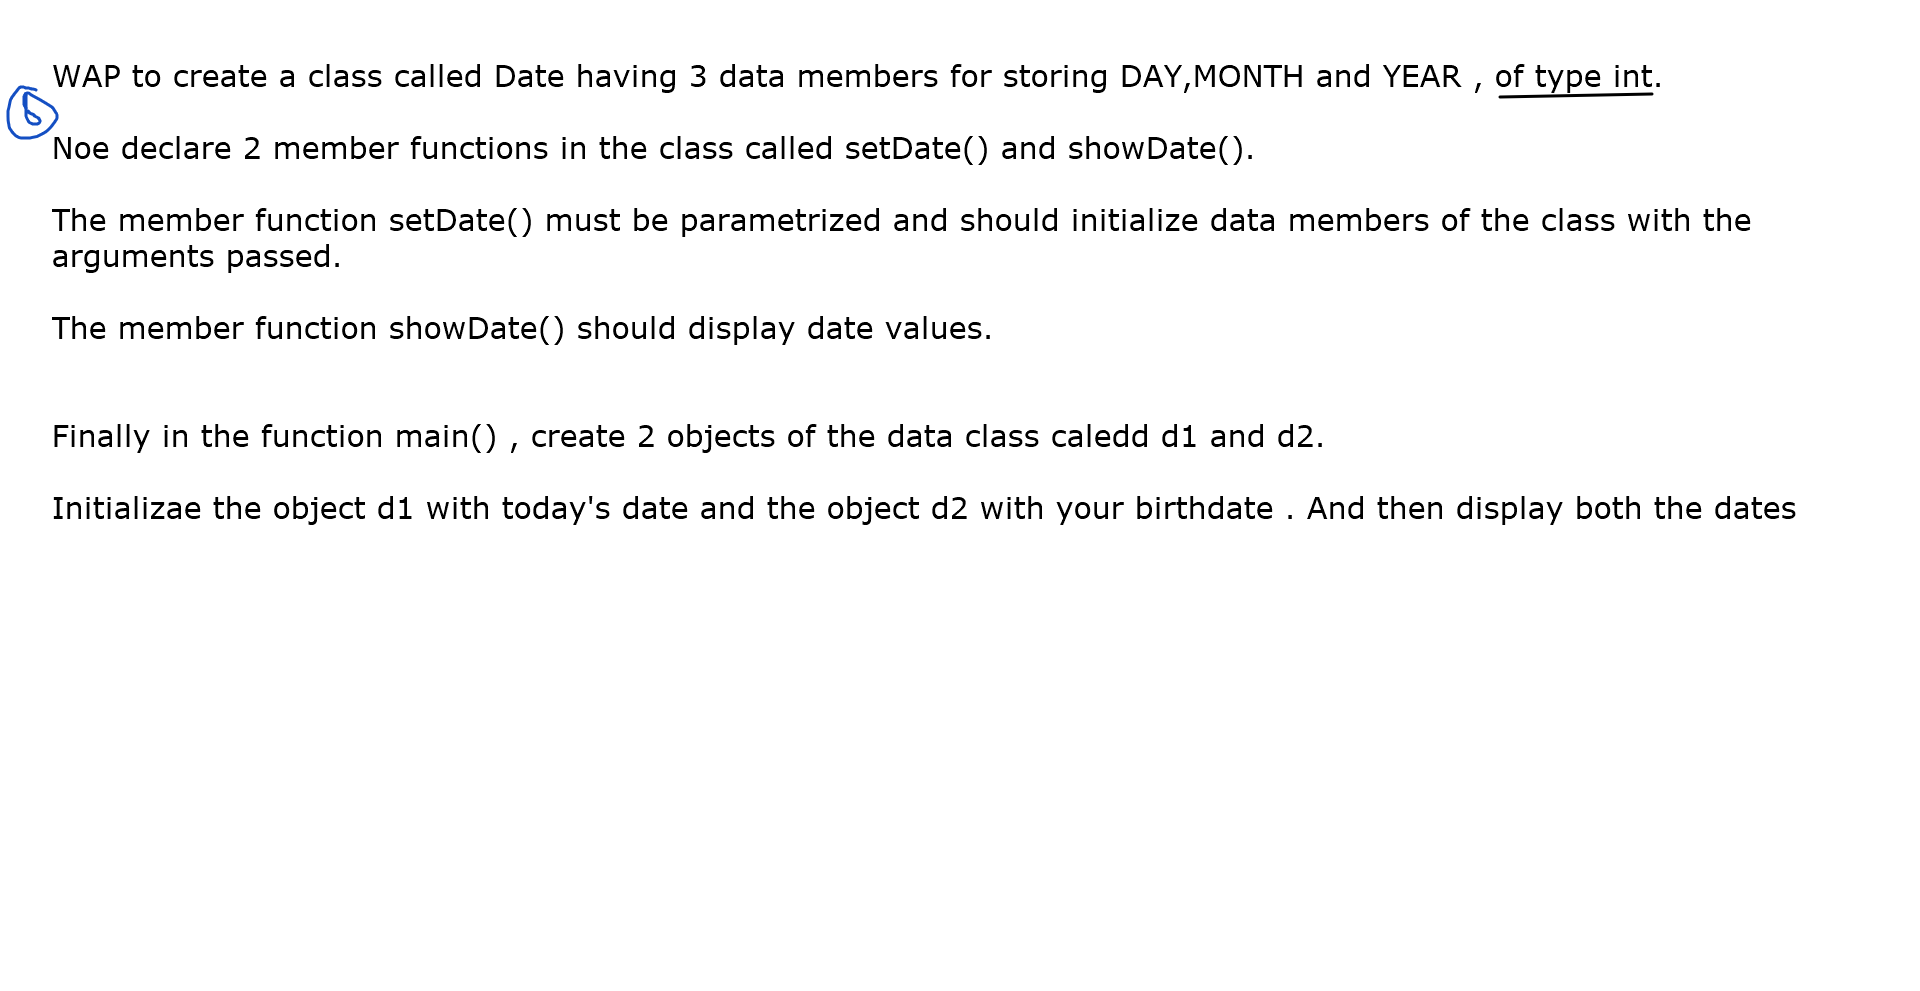 WAP to create a class called Date having 3 data members for storing DAY,MONTH and YEAR , of type int.
6
Noe declare 2 member functions in the class called setDate() and showDate().
The member function setDate() must be parametrized and should initialize data members of the class with the
arguments passed.
The member function showDate() should display date values.
Finally in the function main() , create 2 objects of the data class caledd d1 and d2.
Initializae the object d1 with today's date and the object d2 with your birthdate . And then display both the dates